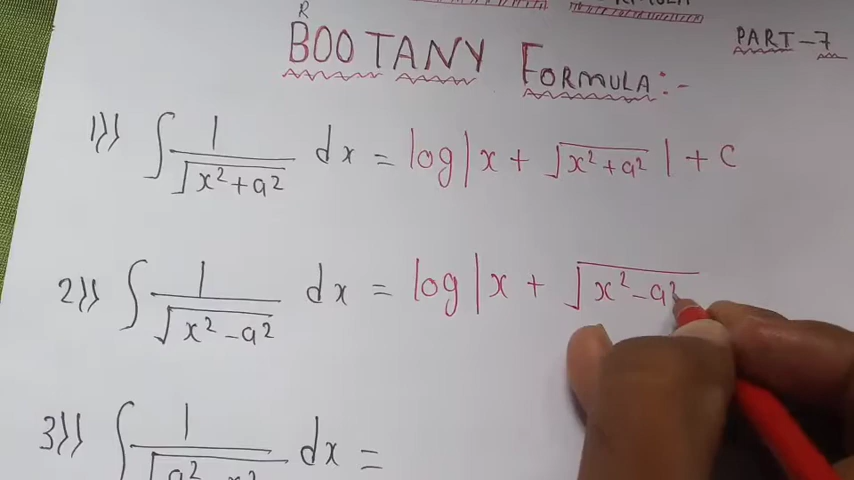 PART-7
R
BOOTANY FORMULA:-
1)} ∫ 1/√(x²+a²) dx = log|x + √(x²+a²)| + C
2)} ∫ 1/√(x²-a²) dx = log|x + √(x²-a²)
3)} ∫ 1/√(a²-x²) dx =